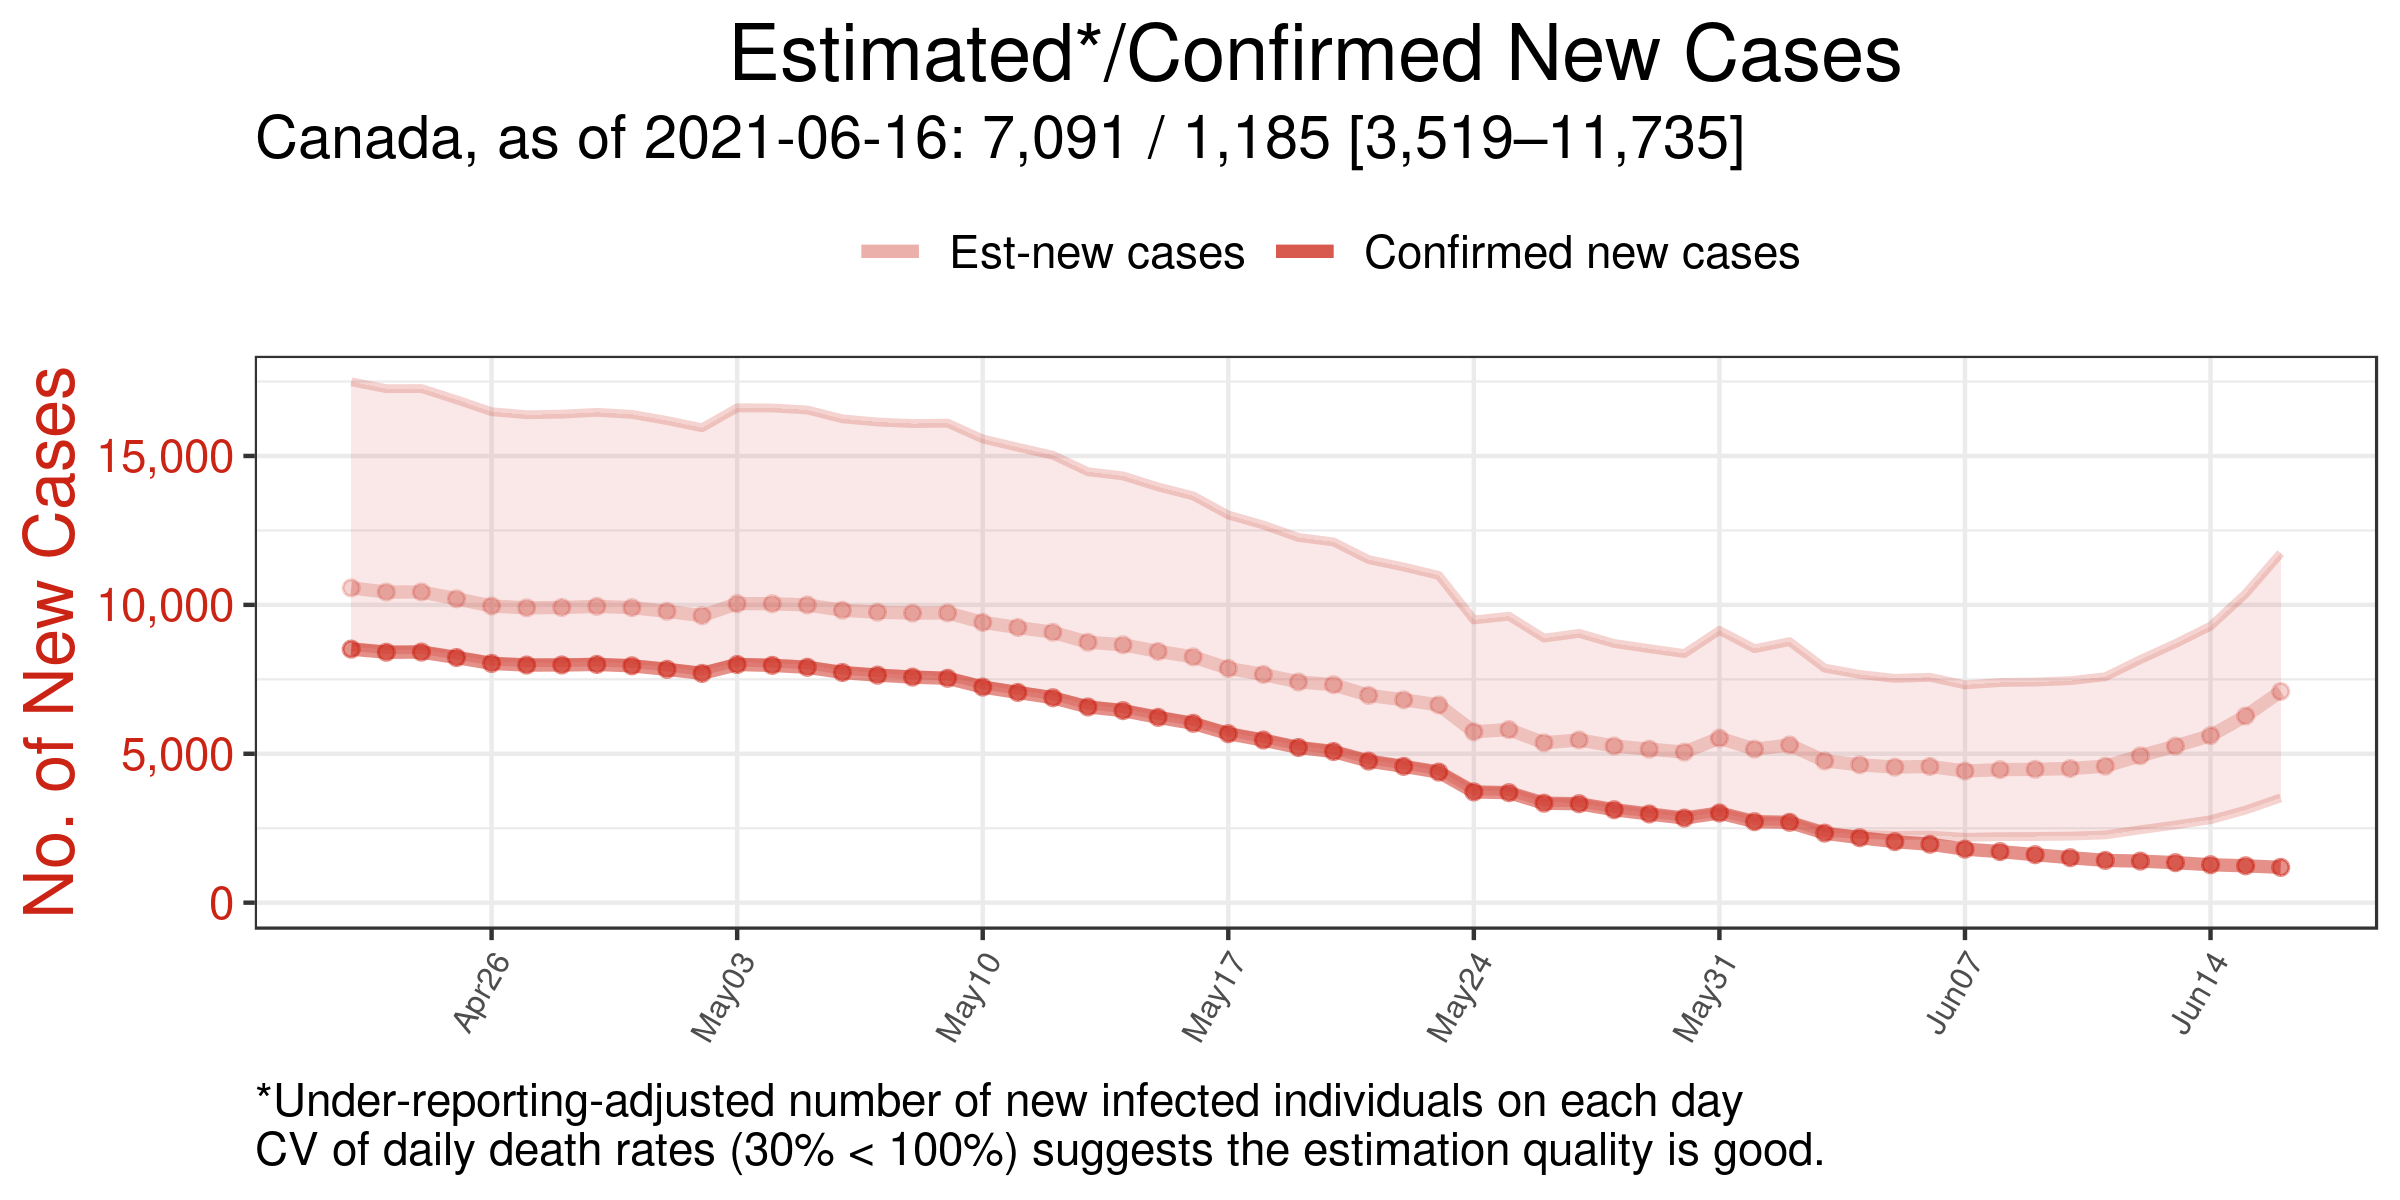 Estimated*/Confirmed New Cases
Canada, as of 2021-06-16: 7,091 / 1,185 [3,519–11,735]
Est-new cases Confirmed new cases
No. of New Cases
15,000
10,000
5,000
0
Apr26 May03 May10 May17 May24 May31 Jun07 Jun14
*Under-reporting-adjusted number of new infected individuals on each day
CV of daily death rates (30% < 100%) suggests the estimation quality is good.